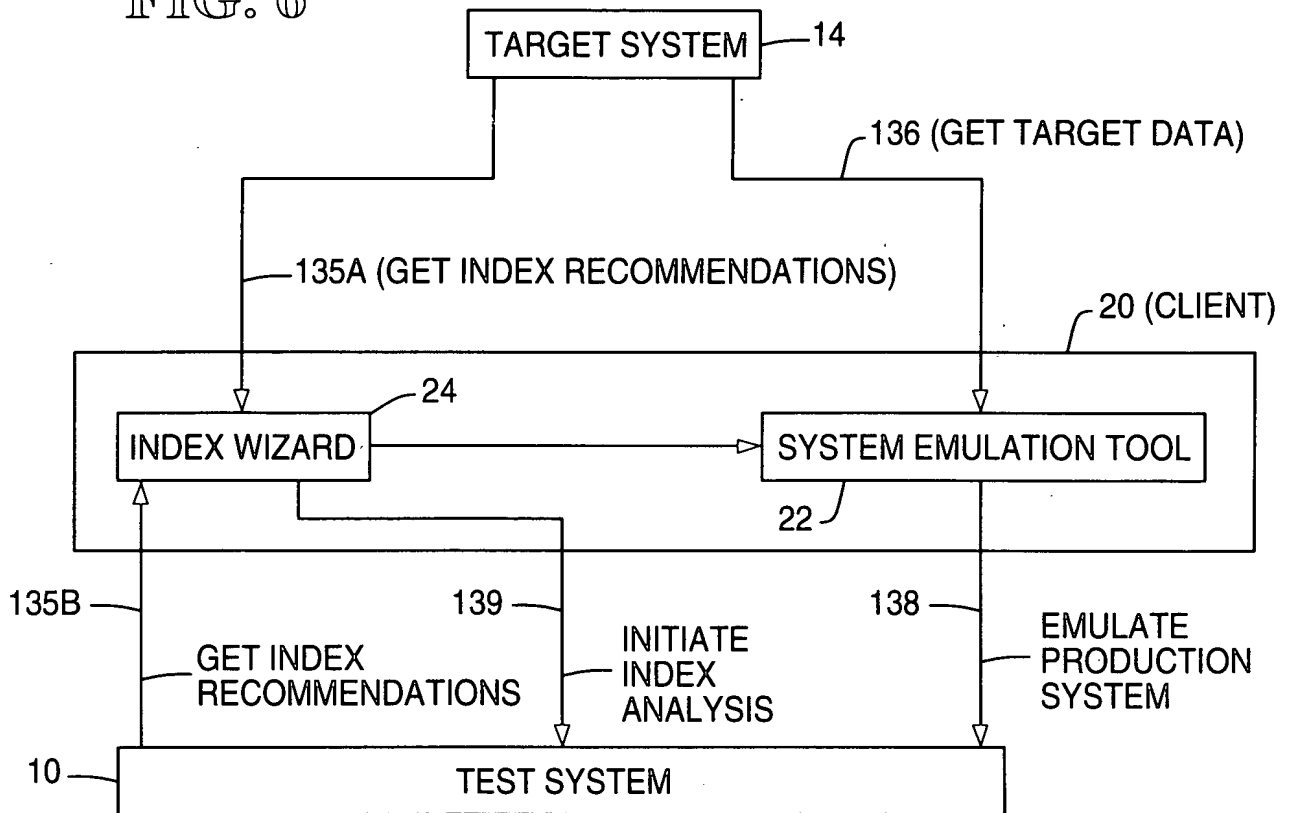 FIG. 6
TARGET SYSTEM
14
136 (GET TARGET DATA)
135A (GET INDEX RECOMMENDATIONS)
20 (CLIENT)
24
INDEX WIZARD
SYSTEM EMULATION TOOL
22
135B
139
138
GET INDEX
RECOMMENDATIONS
INITIATE
INDEX
ANALYSIS
EMULATE
PRODUCTION
SYSTEM
10
TEST SYSTEM